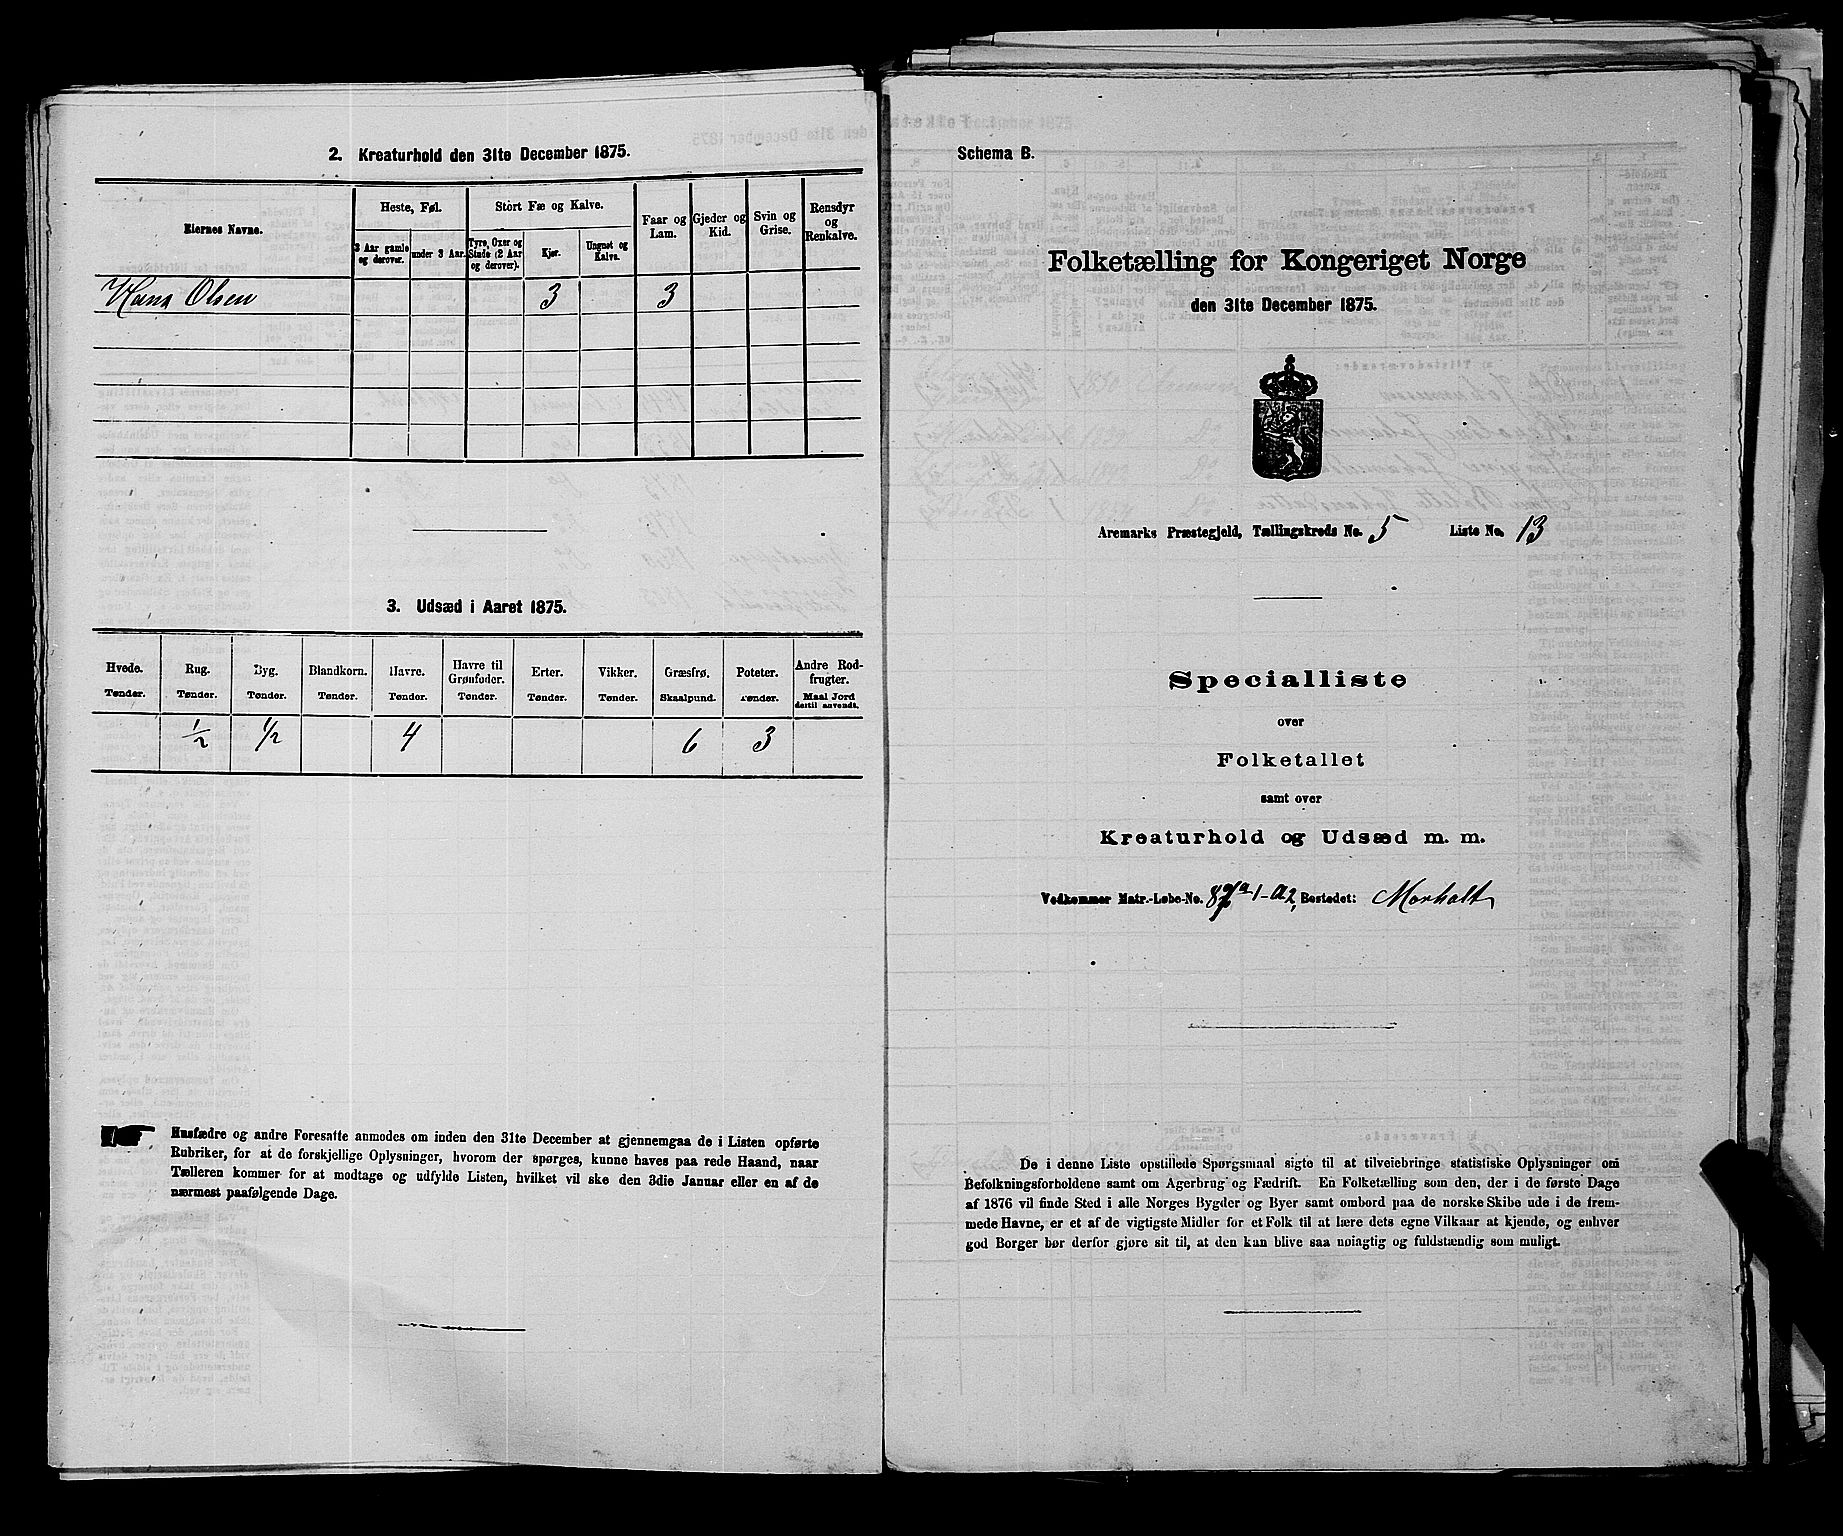 2. Kreaturhold den 31te December 1875.
Eiernes Navne.
Heste, Føl.
Stort Fæ og Kalve.
Faar og Lam.
Gjeder og Kid.
Svin og Grise.
Rensdyr og Renkalve.
3 Aar gamle og derover.
under 3 Aar.
Tyre, Oxer og Stude (2 Aar og derover).
Kjør.
Ungnøt og Kalve.
Hans Olsen 3 3
3. Udsæd i Aaret 1875.
Hvede. Rug. Byg. Blandkorn. Havre. Havre til Grønfoder. Erter. Vikker. Græsfrø. Poteter. Andre Rodfrugter.
Tønder. Tønder. Tønder. Tønder. Tønder. Tønder. Tønder. Tønder. Skaalpund. Tønder. Maal Jord dertil anvendt.
1/2 1/2 4 6 3
Husfædre og andre Foresatte anmodes om inden den 31te December at gjennemgaa de i Listen opførte
Rubriker, for at de forskjellige Oplysninger, hvorom der spørges, kunne haves paa rede Haand, naar
Tælleren kommer for at modtage og udfylde Listen, hvilket vil ske den 3die Januar eller en af de
nærmest paafølgende Dage.
Schema B.
Folketælling for Kongeriget Norge
den 31te December 1875.
Aremarks Præstegjeld, Tællingskreds No. 5 Liste No. 13
Specialliste
over
Folketallet
samt over
Kreaturhold og Udsæd m. m.
Vedkommer Matr.-Løbe-No. Bostedet: Morholt
De i denne Liste opstillede Spørgsmaal sigte til at tilveiebringe statistiske Oplysninger om
Befolkningsforholdene samt om Agerbrug og Fædrift. En Folketælling som den, der i de første Dage
af 1876 vil finde Sted i alle Norges Bygder og Byer samt ombord paa de norske Skibe ude i de frem-
mede Havne, er et af de vigtigste Midler for et Folk til at lære dets egne Vilkaar at kjende, og enhver
god Borger bør derfor gjøre sit til, at den kan blive saa nøiagtig og fuldstændig som muligt.